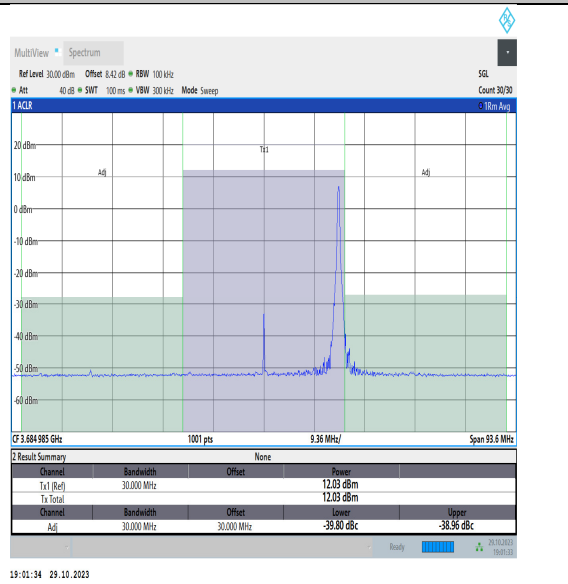 MultiView Spectrum
Ref Level 30.00 dBm Offset 8.42 dB RBW 100 kHz SGL
Att 40 dB SWT 100 ms VBW 300 kHz Mode Sweep Count 30/30
1 ACLR 1Rm Avg
20 dBm
Tx1
10 dBm
Adj
Adj
0 dBm
-10 dBm
-20 dBm
-30 dBm
-40 dBm
-50 dBm
-60 dBm
CF 3.684985 GHz 1001 pts 9.36 MHz/ Span 93.6 MHz
2 Result Summary None
Channel Bandwidth Offset Power
Tx1 (Ref) 30.000 MHz 12.03 dBm
Tx Total 12.03 dBm
Channel Bandwidth Offset Lower Upper
Adj 30.000 MHz 30.000 MHz -39.80 dBc -38.96 dBc
Ready 29.10.2023
19:01:33
19:01:34 29.10.2023